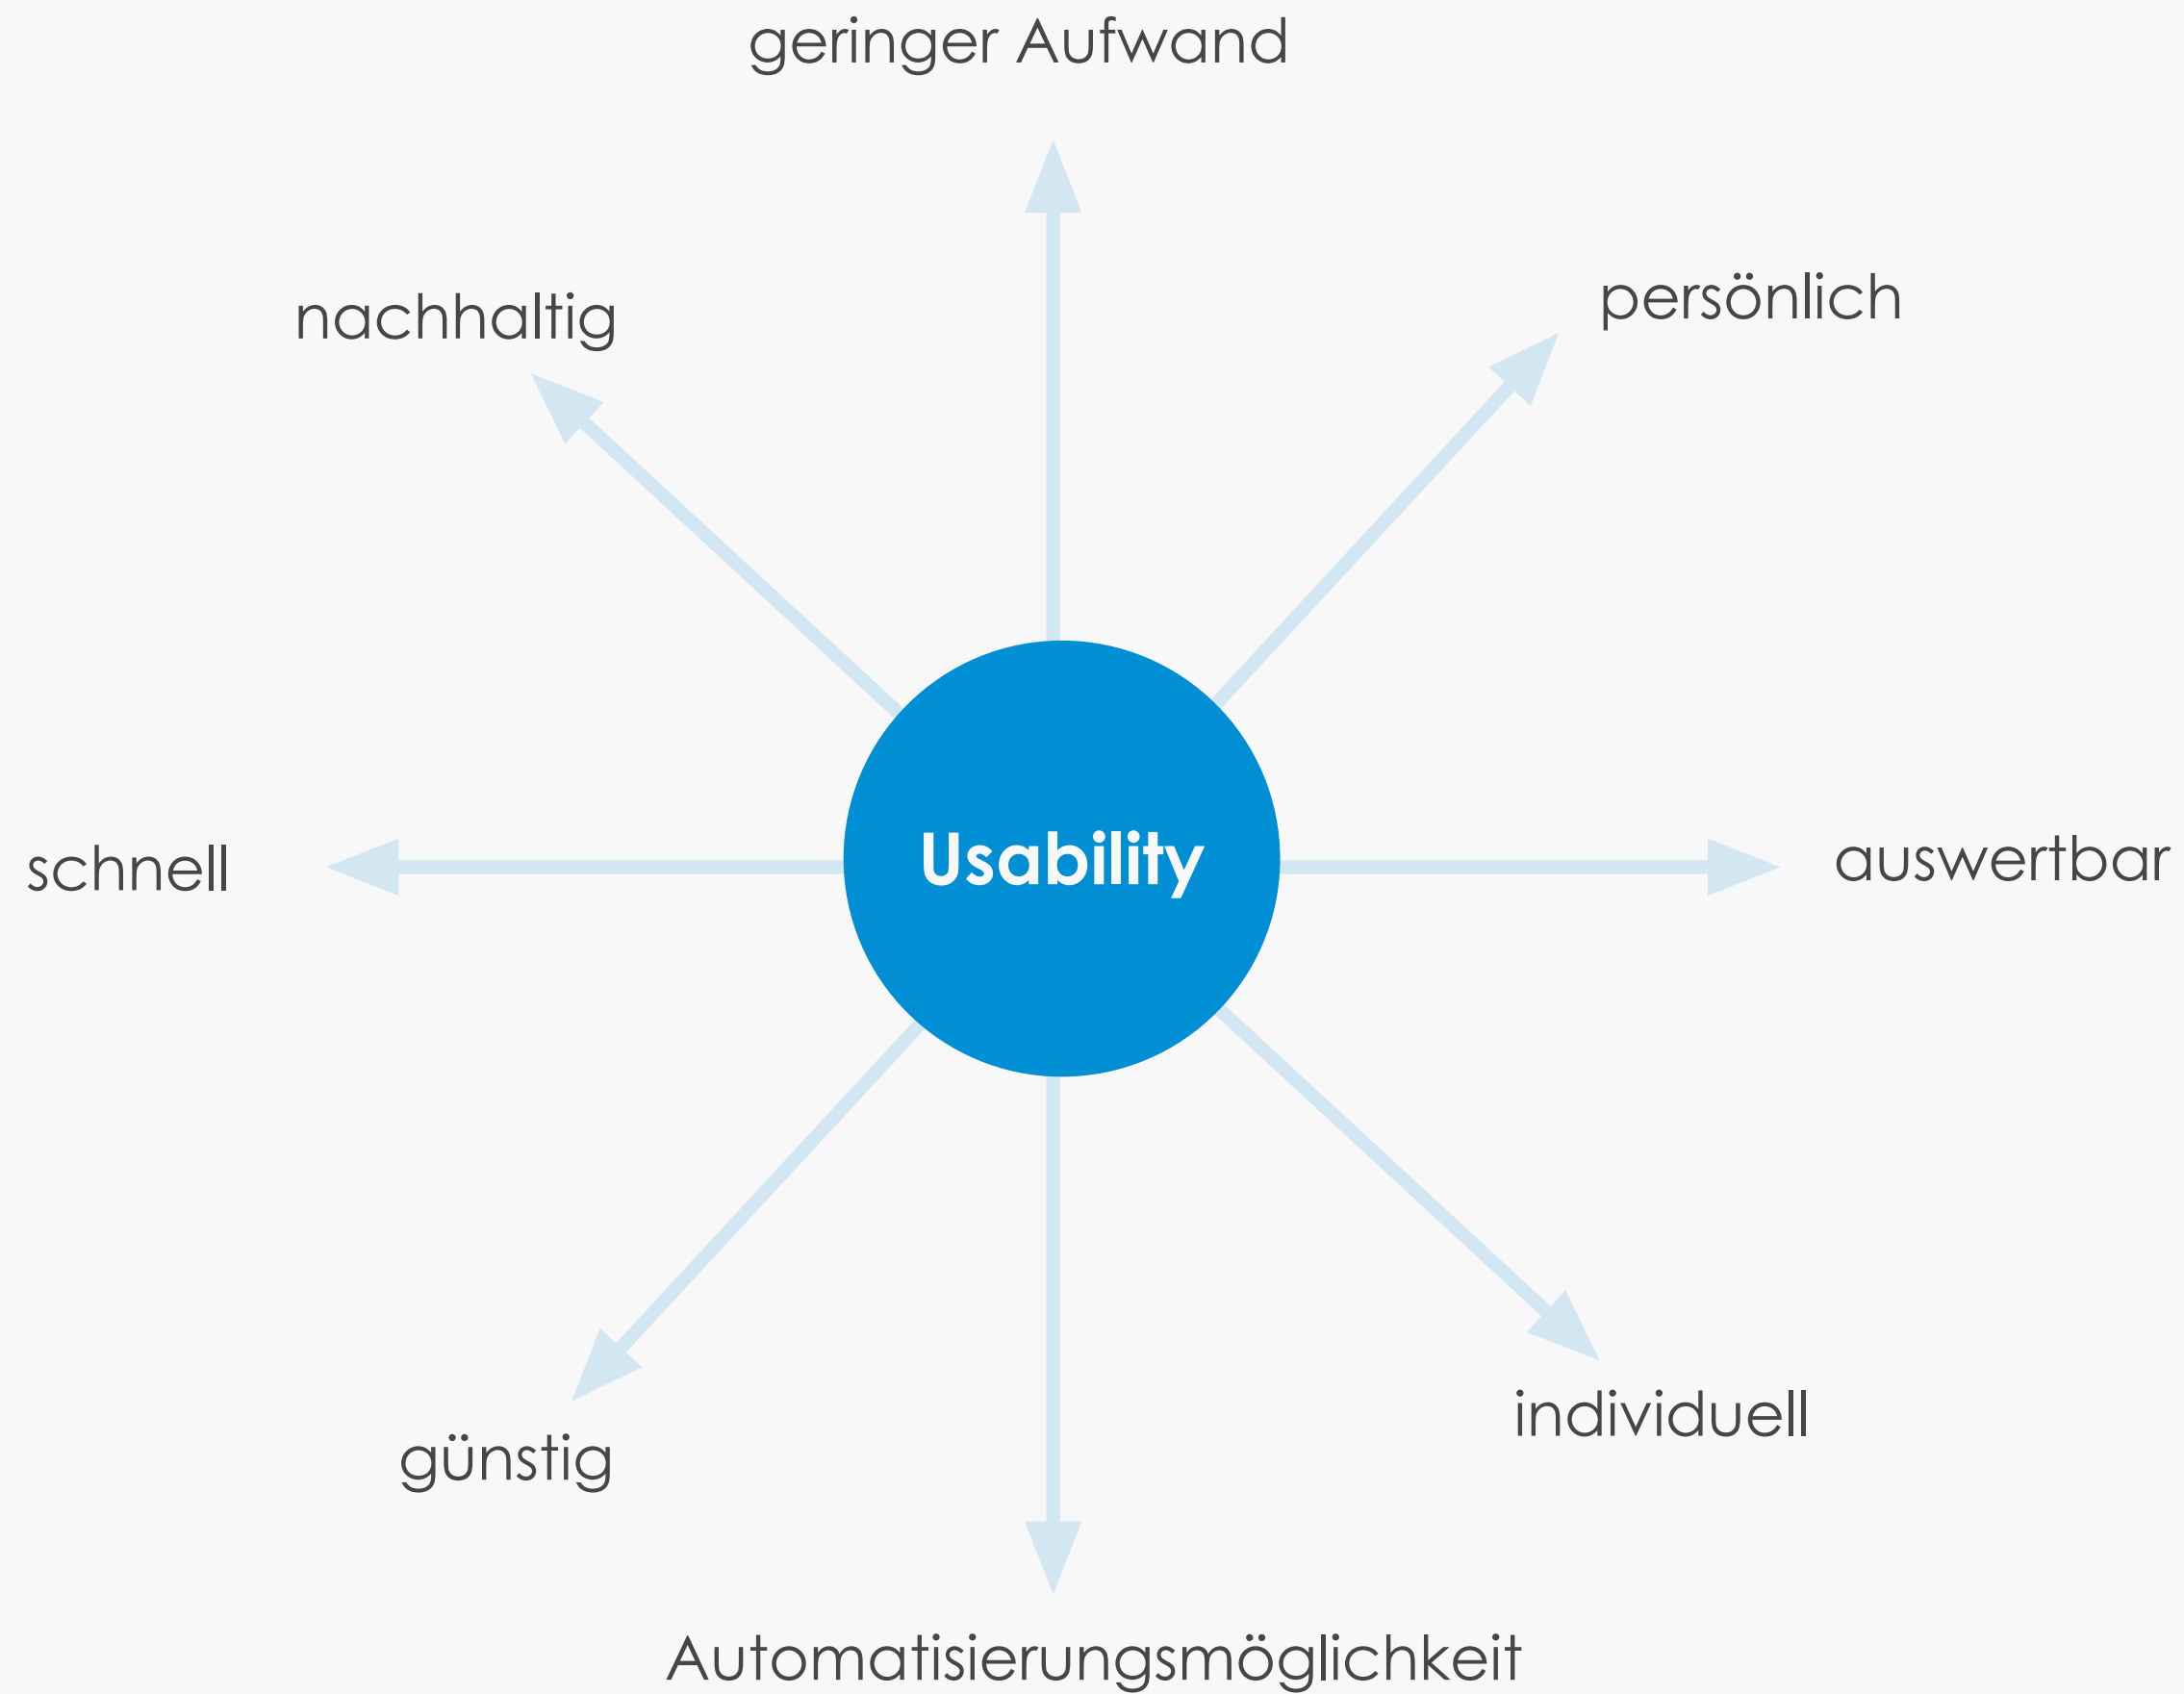 geringer Aufwand
persönlich
nachhaltig
Usability
schnell
auswertbar
individuell
günstig
Automatisierungsmöglichkeit